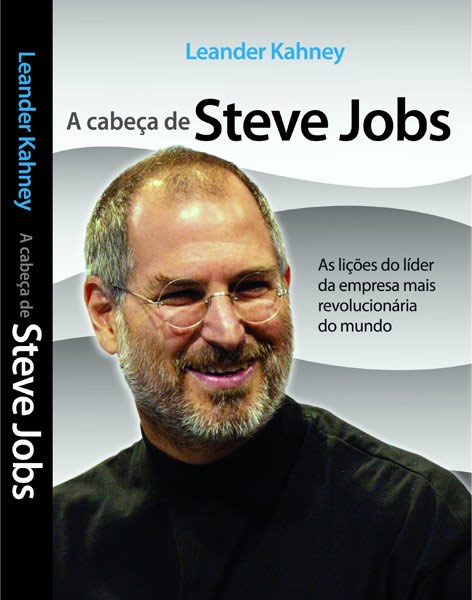 Leander Kahney
A cabeça de
Steve Jobs
Leander Kahney
A cabeça de Steve Jobs
As lições do líder
da empresa mais
revolucionária
do mundo